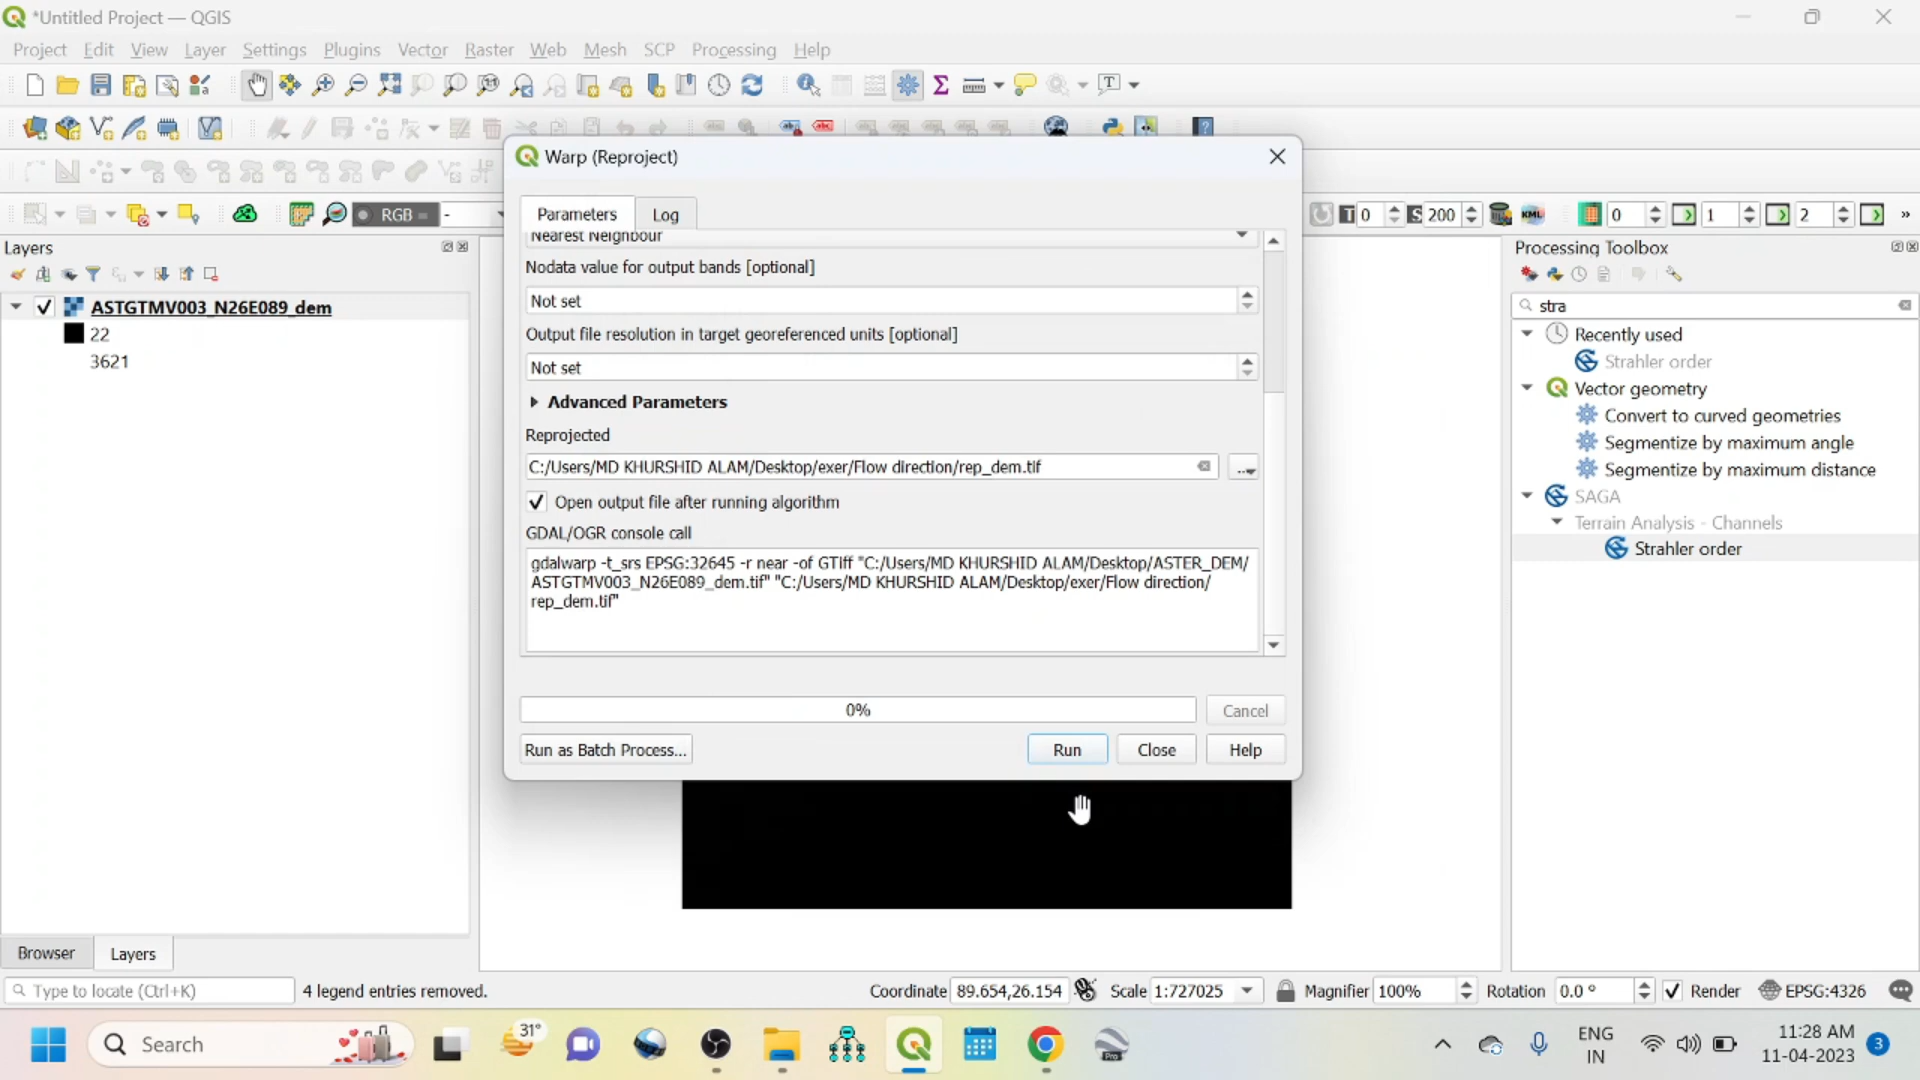 *Untitled Project — QGIS
Project Edit View Layer Settings Plugins Vector Raster Web Mesh SCP Processing Help
RGB = - T 0 S 200 KML 0 1 2 »
Layers
ASTGTMV003_N26E089_dem
22
3621
Warp (Reproject)
Parameters Log
Nearest Neighbour
Nodata value for output bands [optional]
Not set
Output file resolution in target georeferenced units [optional]
Not set
Advanced Parameters
Reprojected
C:/Users/MD KHURSHID ALAM/Desktop/exer/Flow direction/rep_dem.tif
Open output file after running algorithm
GDAL/OGR console call
gdalwarp -t_srs EPSG:32645 -r near -of GTiff "C:/Users/MD KHURSHID ALAM/Desktop/ASTER_DEM/
ASTGTMV003_N26E089_dem.tif" "C:/Users/MD KHURSHID ALAM/Desktop/exer/Flow direction/
rep_dem.tif"
0% Cancel
Run as Batch Process... Run Close Help
Processing Toolbox
stra
Recently used
Strahler order
Vector geometry
Convert to curved geometries
Segmentize by maximum angle
Segmentize by maximum distance
SAGA
Terrain Analysis - Channels
Strahler order
Browser Layers
Type to locate (Ctrl+K) 4 legend entries removed. Coordinate 89.654,26.154 Scale 1:727025 Magnifier 100% Rotation 0.0 ° Render EPSG:4326
Search 31° Pro ENG 11:28 AM 3
IN 11-04-2023